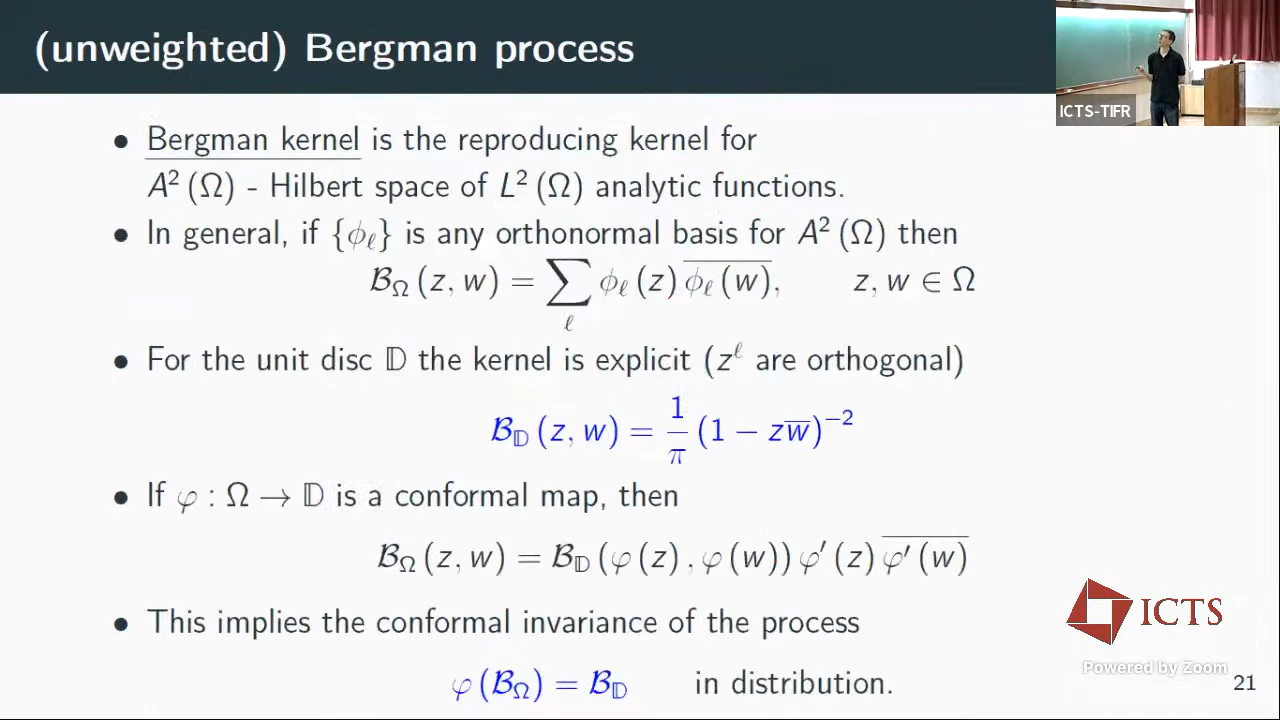 (unweighted) Bergman process
ICTS-TIFR
• Bergman kernel is the reproducing kernel for
A² (Ω) - Hilbert space of L² (Ω) analytic functions.
• In general, if {ϕ_ℓ} is any orthonormal basis for A² (Ω) then
𝓑_Ω (z, w) = ∑_ℓ ϕ_ℓ (z) \overline{ϕ_ℓ (w)},   z, w ∈ Ω
• For the unit disc 𝔻 the kernel is explicit (z^ℓ are orthogonal)
𝓑_𝔻 (z, w) = \frac{1}{π} (1 − z\overline{w})^{−2}
• If φ : Ω → 𝔻 is a conformal map, then
𝓑_Ω (z, w) = 𝓑_𝔻 (φ (z) , φ (w)) φ′ (z) \overline{φ′ (w)}
• This implies the conformal invariance of the process
φ (𝓑_Ω) = 𝓑_𝔻   in distribution.
ICTS
Powered by Zoom
21